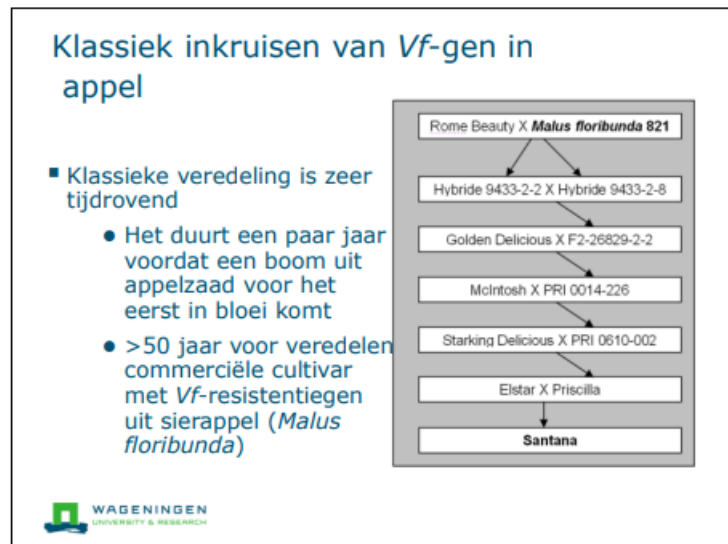 Klassiek inkruisen van Vf-gen in
appel
▪ Klassieke veredeling is zeer
tijdrovend
• Het duurt een paar jaar
voordat een boom uit
appelzaad voor het
eerst in bloei komt
• >50 jaar voor veredelen
commerciële cultivar
met Vf-resistentiegen
uit sierappel (Malus
floribunda)
Rome Beauty X Malus floribunda 821
Hybride 9433-2-2 X Hybride 9433-2-8
Golden Delicious X F2-26829-2-2
McIntosh X PRI 0014-226
Starking Delicious X PRI 0610-002
Elstar X Priscilla
Santana
WAGENINGEN
UNIVERSITY & RESEARCH